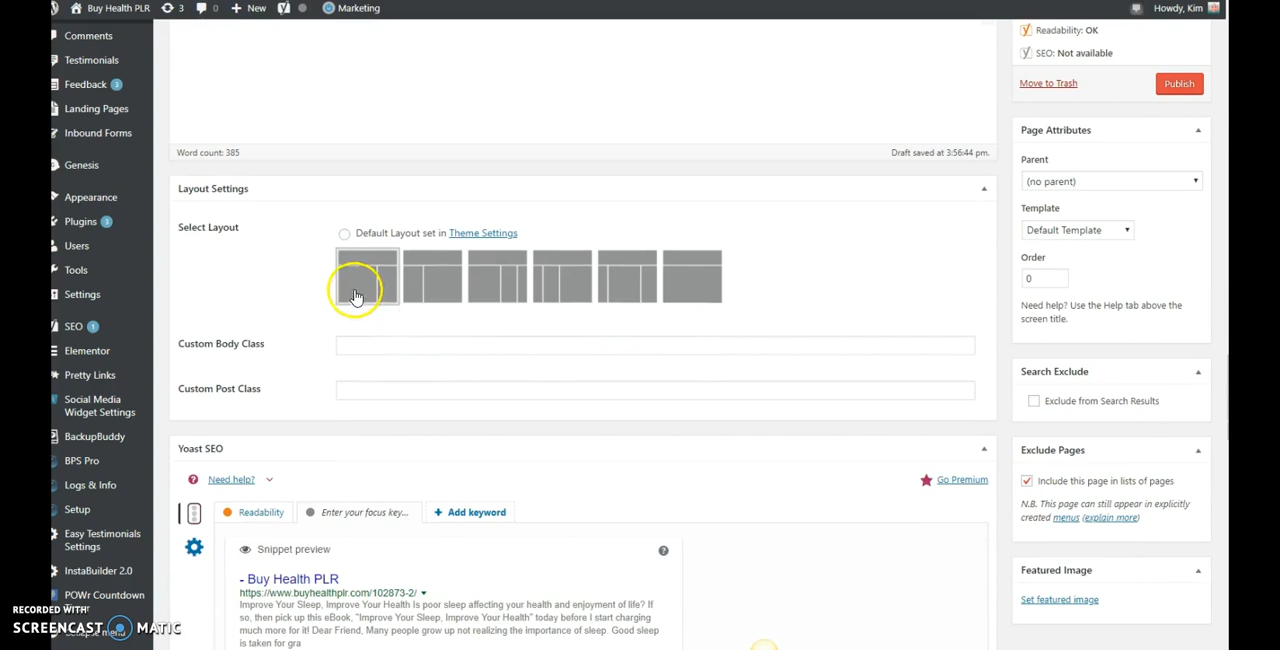 Buy Health PLR 3 0 + New Marketing Howdy, Kim
Comments
Testimonials
Feedback 3
Landing Pages
Inbound Forms
Genesis
Appearance
Plugins 3
Users
Tools
Settings
SEO 1
Elementor
Pretty Links
Social Media
Widget Settings
BackupBuddy
BPS Pro
Logs & Info
Setup
Easy Testimonials
Settings
InstaBuilder 2.0
POWr Countdown
RECORDED WITH
SCREENCAST MATIC
Word count: 385 Draft saved at 3:56:44 pm.
Layout Settings
Select Layout
Default Layout set in Theme Settings
Custom Body Class
Custom Post Class
Yoast SEO
Need help?
Go Premium
Readability
Enter your focus key...
+ Add keyword
Snippet preview
- Buy Health PLR
https://www.buyhealthplr.com/102873-2/
Improve Your Sleep, Improve Your Health Is poor sleep affecting your health and enjoyment of life? If
so, then pick up this eBook, "Improve Your Sleep, Improve Your Health" today before I start charging
much more for it! Dear Friend, Many people grow up not realizing the importance of sleep. Good sleep
is taken for gra
Readability: OK
SEO: Not available
Move to Trash
Publish
Page Attributes
Parent
(no parent)
Template
Default Template
Order
0
Need help? Use the Help tab above the
screen title.
Search Exclude
Exclude from Search Results
Exclude Pages
Include this page in lists of pages
N.B. This page can still appear in explicitly
created menus (explain more)
Featured Image
Set featured image